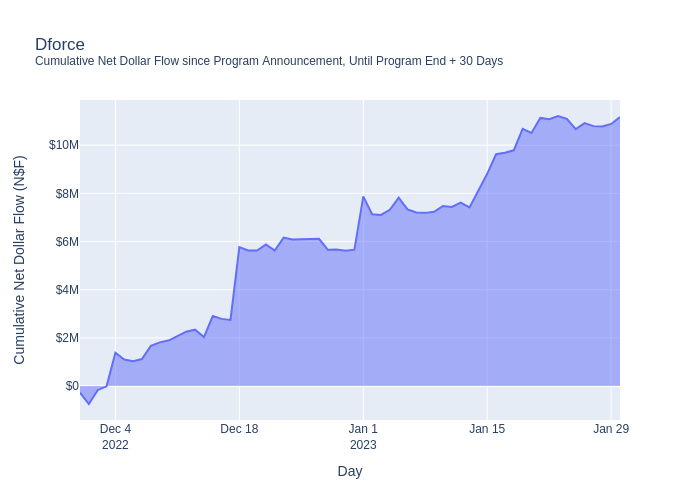 Dforce
Cumulative Net Dollar Flow since Program Announcement, Until Program End + 30 Days
Cumulative Net Dollar Flow (N$F)
$10M
$8M
$6M
$4M
$2M
$0
Dec 4
2022
Dec 18
Jan 1
2023
Jan 15
Jan 29
Day